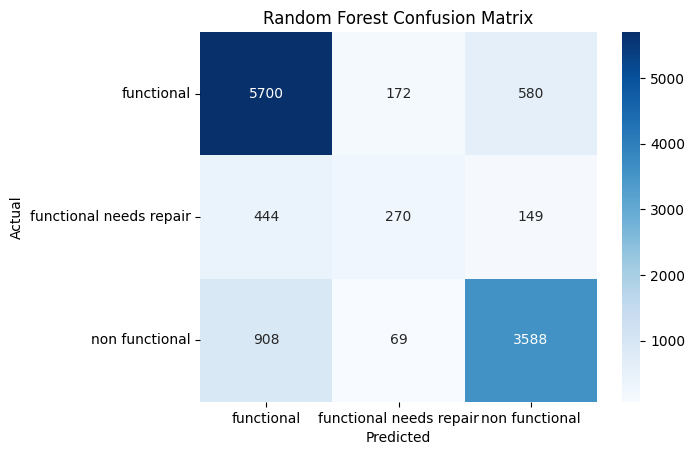 Random Forest Confusion Matrix
functional
5700
172
580
functional needs repair
444
270
149
non functional
908
69
3588
functional
functional needs repair
non functional
Predicted
Actual
5000
4000
3000
2000
1000